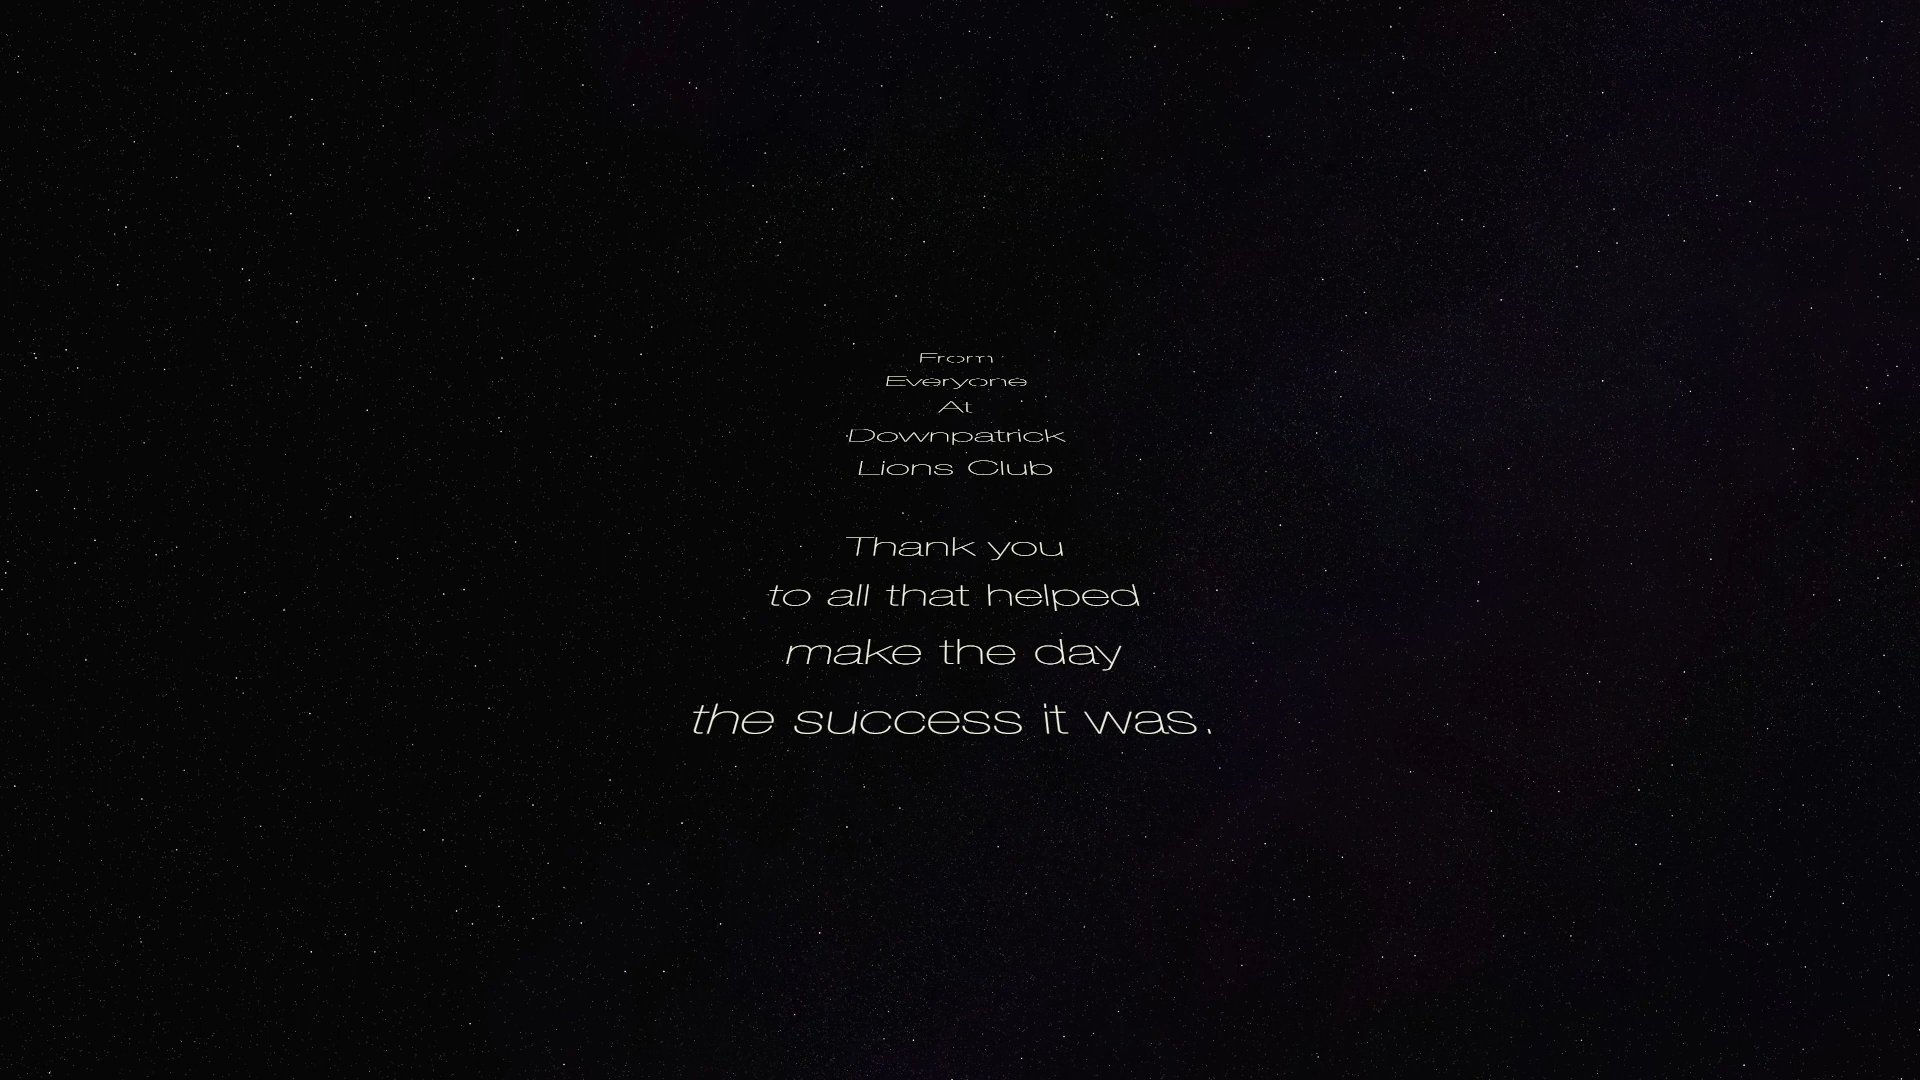 From
Everyone
At
Downpatrick
Lions Club
Thank you
to all that helped
make the day
the success it was.